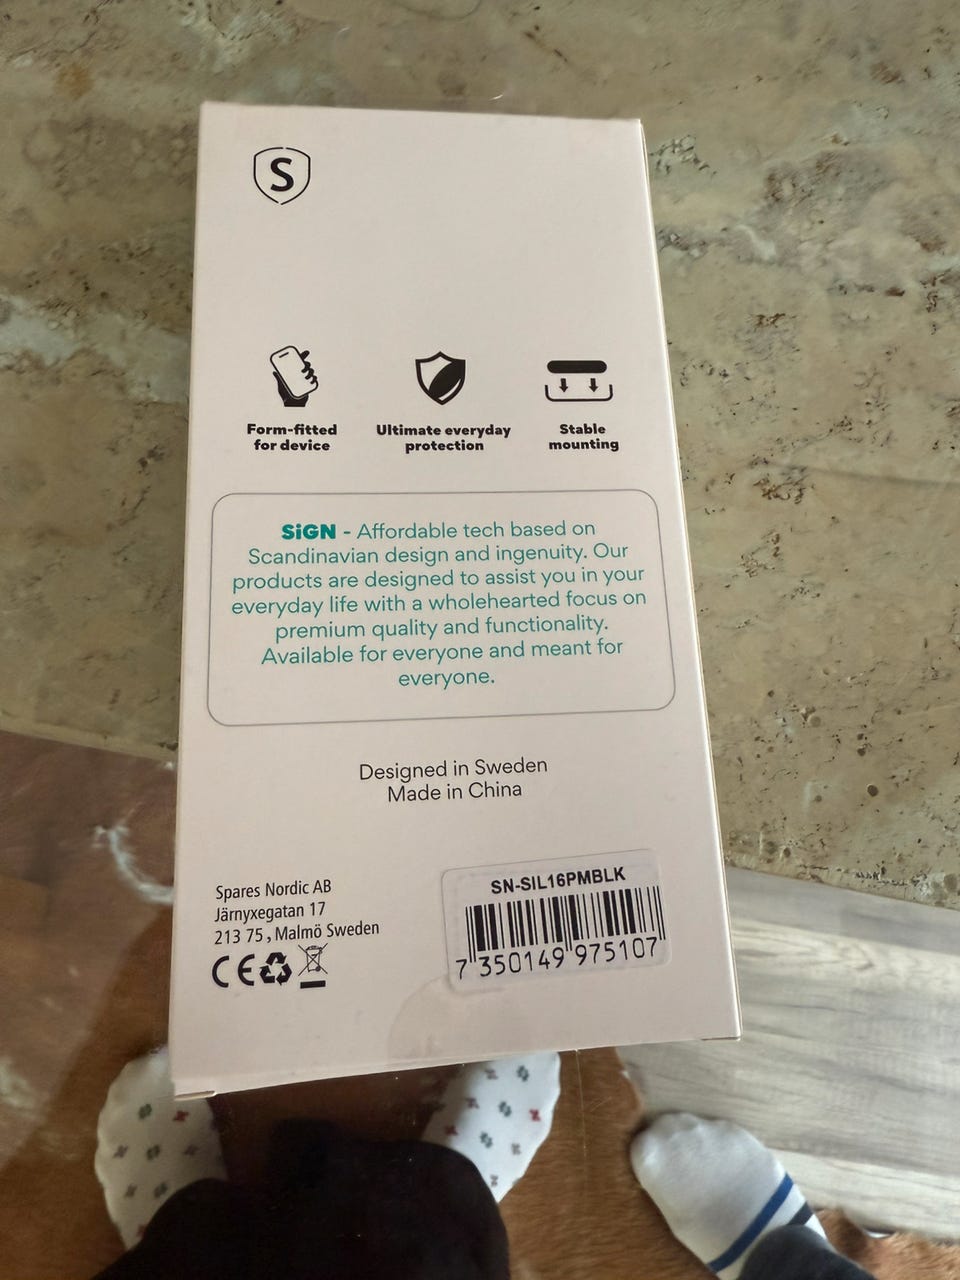 S
Form-fitted
for device
Ultimate everyday
protection
Stable
mounting
SiGN - Affordable tech based on
Scandinavian design and ingenuity. Our
products are designed to assist you in your
everyday life with a wholehearted focus on
premium quality and functionality.
Available for everyone and meant for
everyone.
Designed in Sweden
Made in China
Spares Nordic AB
Järnyxegatan 17
213 75, Malmö Sweden
CE
SN-SIL16PMBLK
7 350149 975107